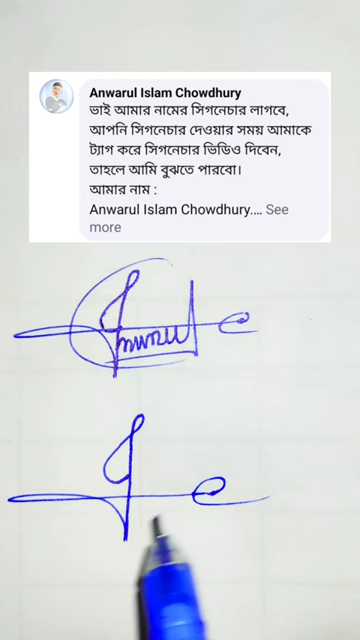 Anwarul Islam Chowdhury
ভাই আমার নামের সিগনেচার লাগবে,
আপনি সিগনেচার দেওয়ার সময় আমাকে
ট্যাগ করে সিগনেচার ভিডিও দিবেন,
তাহলে আমি বুঝতে পারবো।
আমার নাম :
Anwarul Islam Chowdhury.... See
more